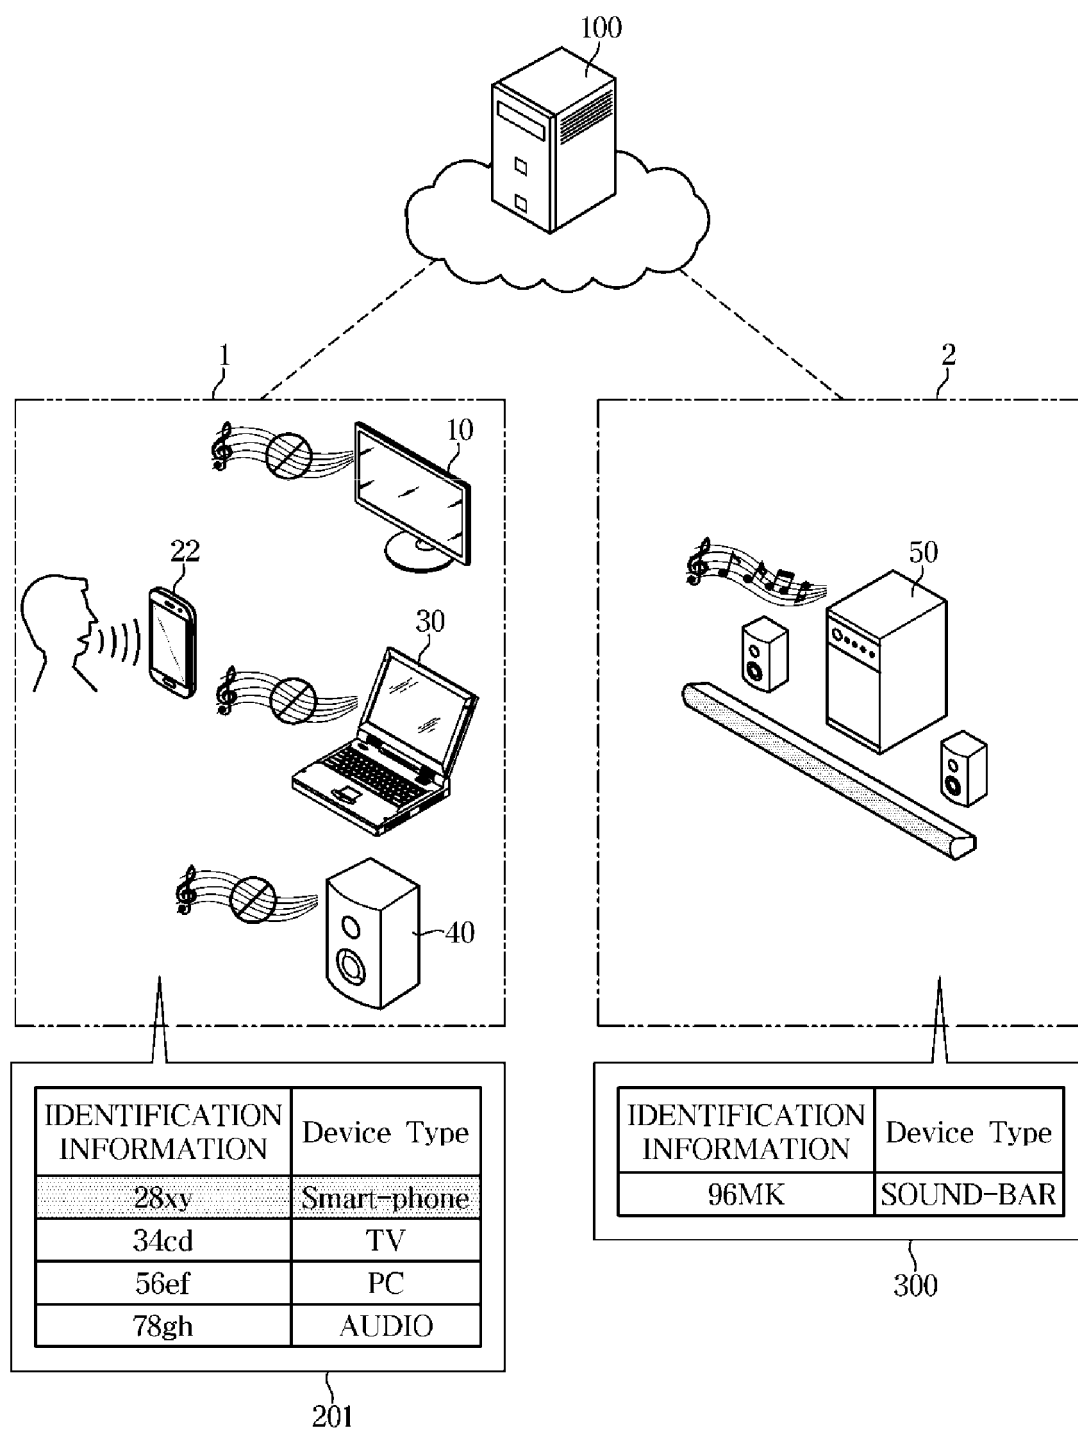 100
1
2
10
22
50
30
40
IDENTIFICATION
INFORMATION
Device Type
28xy
Smart-phone
34cd
TV
56ef
PC
78gh
AUDIO
201
IDENTIFICATION
INFORMATION
Device Type
96MK
SOUND-BAR
300